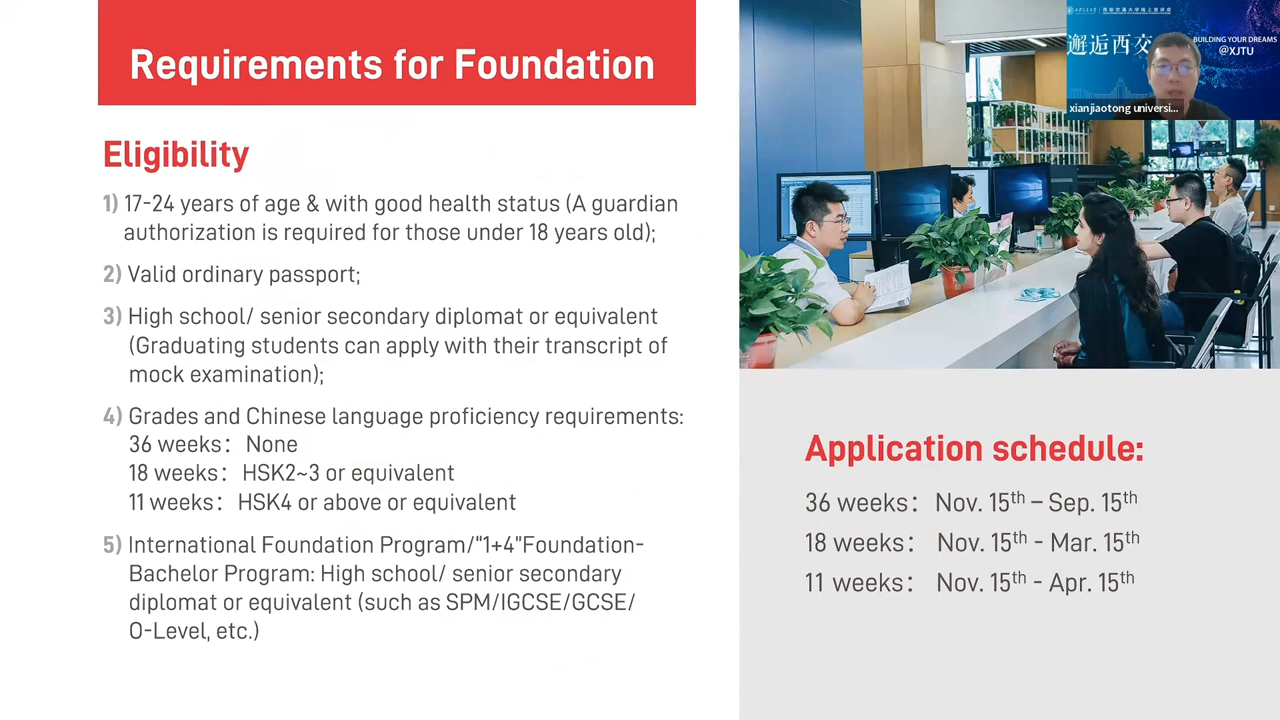 Requirements for Foundation
Eligibility
1) 17-24 years of age & with good health status (A guardian
authorization is required for those under 18 years old);
2) Valid ordinary passport;
3) High school/ senior secondary diplomat or equivalent
(Graduating students can apply with their transcript of
mock examination);
4) Grades and Chinese language proficiency requirements:
36 weeks： None
18 weeks： HSK2~3 or equivalent
11 weeks： HSK4 or above or equivalent
5) International Foundation Program/“1+4”Foundation-
Bachelor Program: High school/ senior secondary
diplomat or equivalent (such as SPM/IGCSE/GCSE/
O-Level, etc.)
邂逅西交
BUILDING YOUR DREAMS
@XJTU
xianjiaotong universi...
Application schedule:
36 weeks： Nov. 15th – Sep. 15th
18 weeks： Nov. 15th - Mar. 15th
11 weeks： Nov. 15th - Apr. 15th